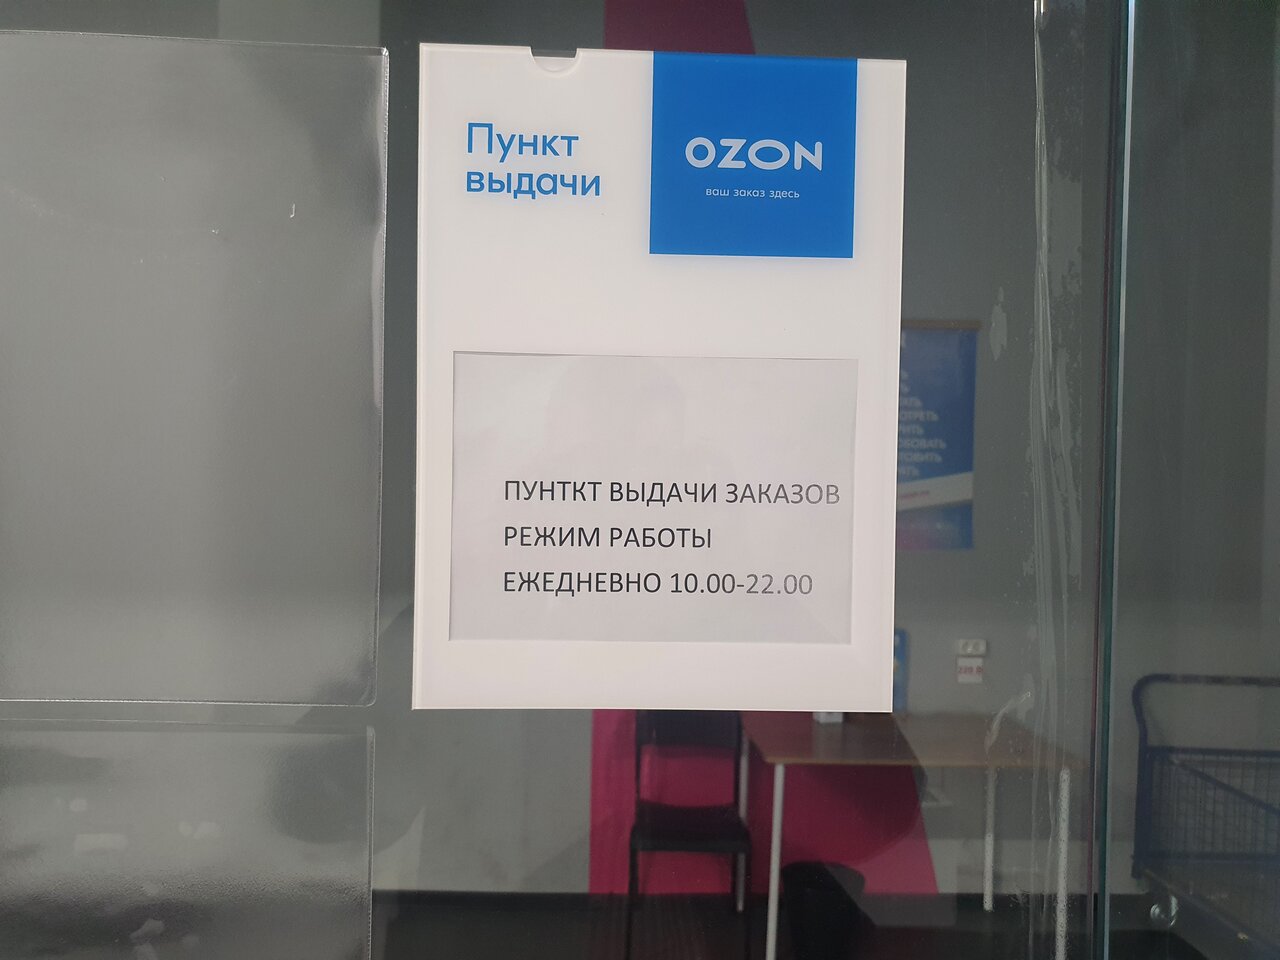 Пункт
выдачи
OZON
ваш заказ здесь
ПУНТКТ ВЫДАЧИ ЗАКАЗОВ
РЕЖИМ РАБОТЫ
ЕЖЕДНЕВНО 10.00-22.00